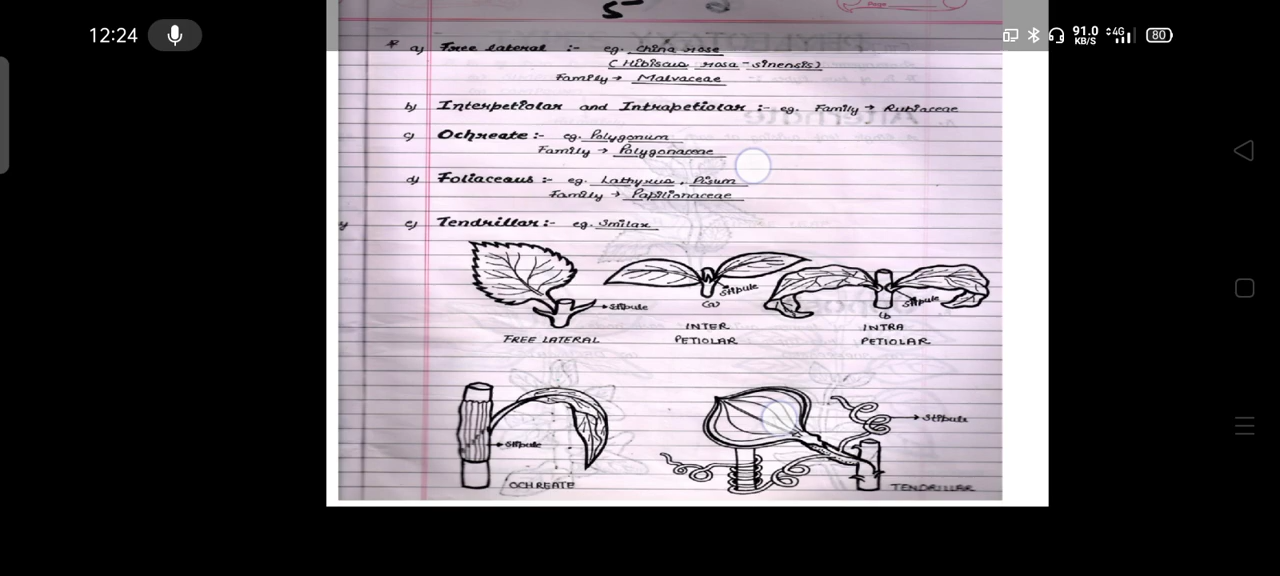 12:24
91.0
KB/S
4G
80
5
* a) Free lateral :- eg. China rose
(Hibiscus rosa-sinensis)
Family → Malvaceae
b) Interpetiolar and Intrapetiolar :- eg. Family → Rubiaceae
c) Ochreate :- eg. Polygonum
Family → Polygonaceae
d) Foliaceous :- eg. Lathyrus, Pisum
Family → Papilionaceae
e) Tendrillar :- eg. Smilax
→ Stipule
FREE LATERAL
Stipule
(a)
INTER
PETIOLAR
Stipule
(b)
INTRA
PETIOLAR
→ Stipule
OCHREATE
→ Stipule
TENDRILLAR